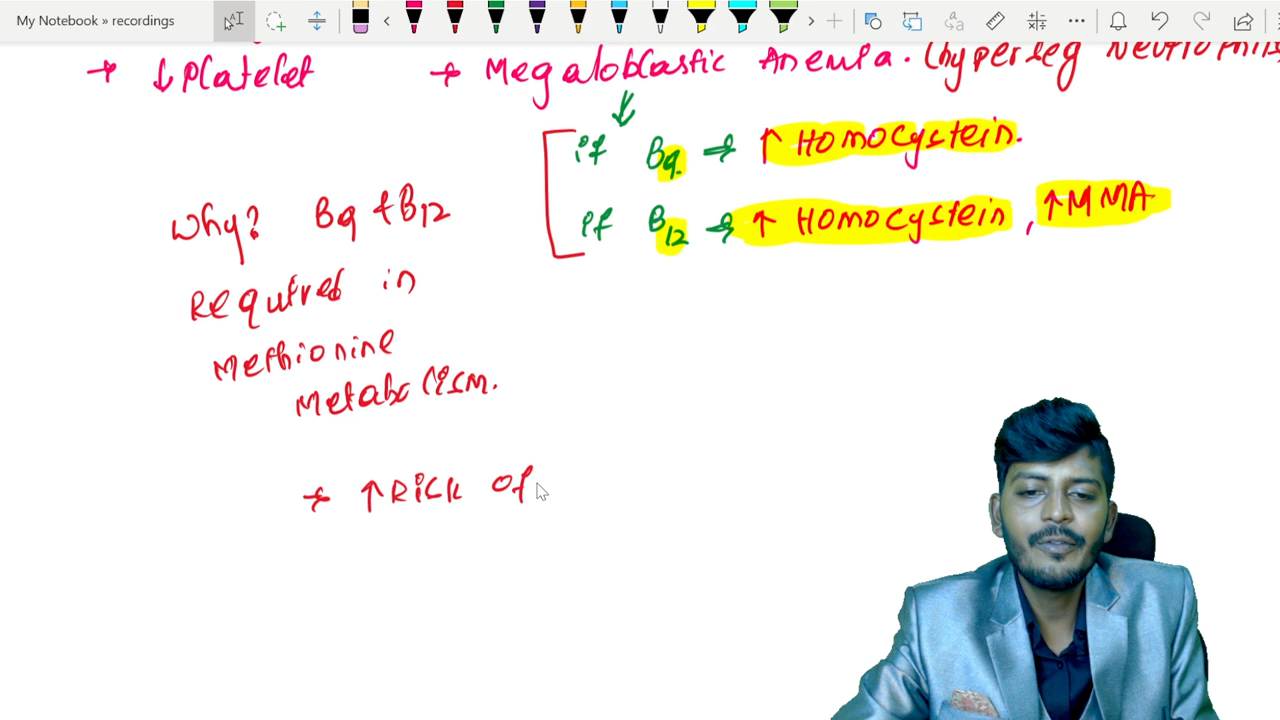 My Notebook » recordings
→ ↓ Platelet → Megaloblastic Anemia. (hyperseg Neutrophils
↓
if B9 → ↑ Homocystein.
if B12 → ↑ Homocystein, ↑MMA
Why? B9 & B12
Required in
Methionine
Metabolism.
→ ↑ Risk of